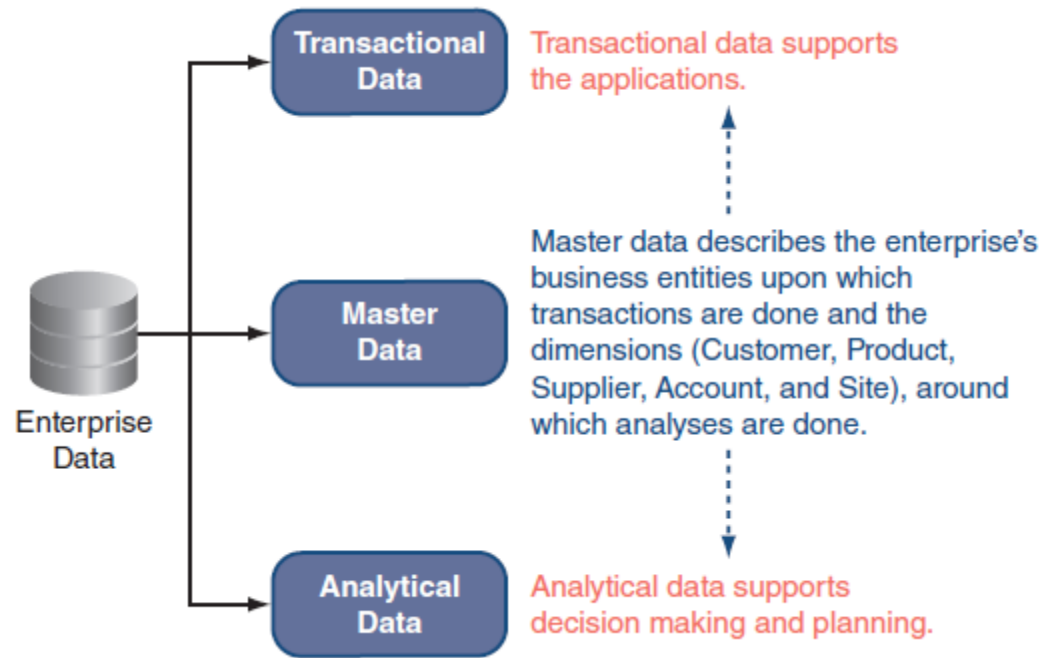 Transactional
Data
Transactional data supports
the applications.
Master data describes the enterprise's
business entities upon which
transactions are done and the
dimensions (Customer, Product,
Supplier, Account, and Site), around
which analyses are done.
Master
Data
Enterprise
Data
Analytical
Data
Analytical data supports
decision making and planning.